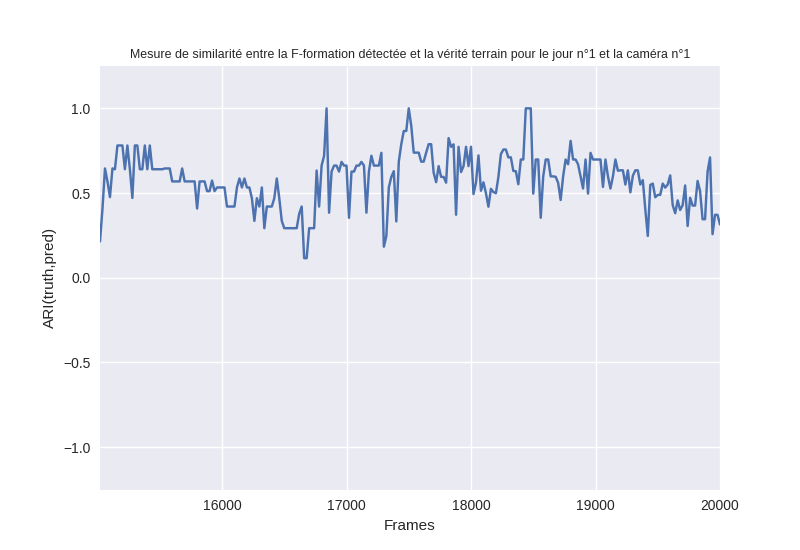 Mesure de similarité entre la F-formation détectée et la vérité terrain pour le jour n°1 et la caméra n°1
1.0
0.5
0.0
−0.5
−1.0
ARI(truth,pred)
16000 17000 18000 19000 20000
Frames